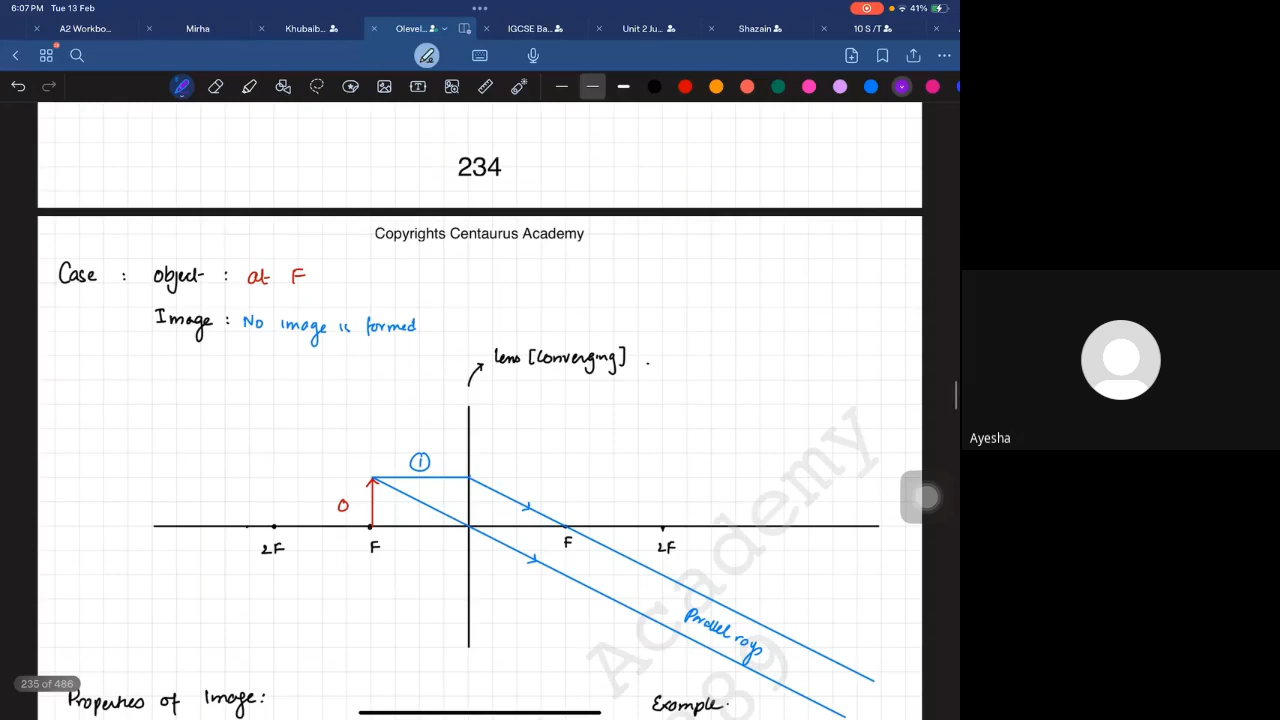 6:07 PM Tue 13 Feb
41%
A2 Workbo...
Mirha
Khubaib...
Olevel...
IGCSE Ba...
Unit 2 Ju...
Shazain...
10 S /T...
234
Copyrights Centaurus Academy
Case : object : at F
Image : No image is formed
lens [Converging]
1
O
2F
F
F
2F
Parallel rays
Academy
89
235 of 486
Properties of Image:
Example.
Ayesha